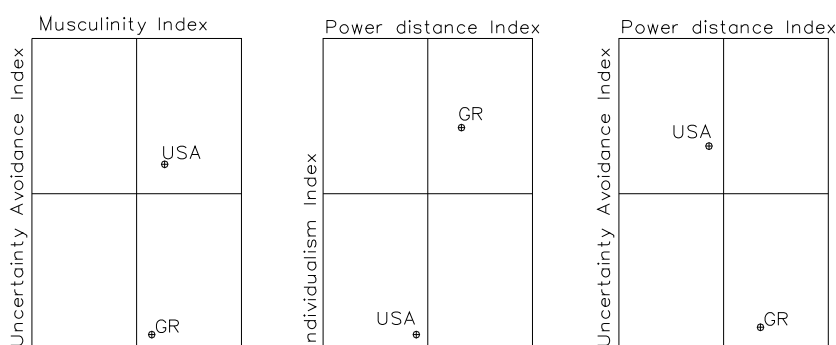 Musculinity Index
Uncertainty Avoidance Index
USA
GR
Power distance Index
Individualism Index
GR
USA
Power distance Index
Uncertainty Avoidance Index
USA
GR